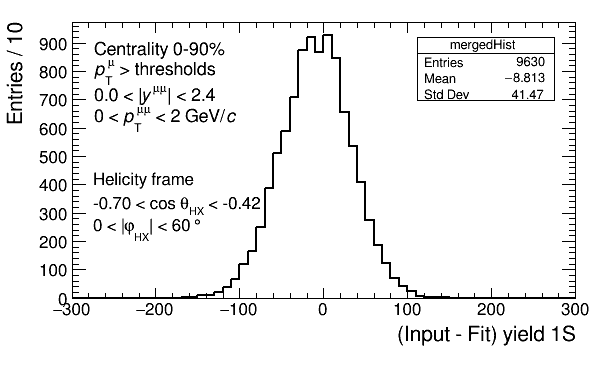 Entries / 10
900
800
700
600
500
400
300
200
100
0
Centrality 0-90%
p_T^μ > thresholds
0.0 < |y^μμ| < 2.4
0 < p_T^μμ < 2 GeV/c
Helicity frame
-0.70 < cos θ_HX < -0.42
0 < |φ_HX| < 60 °
mergedHist
Entries 9630
Mean −8.813
Std Dev 41.47
−300 −200 −100 0 100 200 300
(Input - Fit) yield 1S